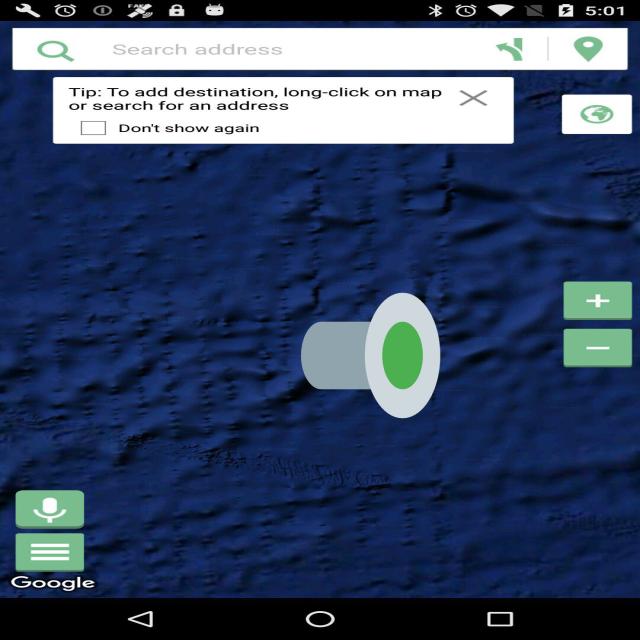 5:01
Search address
Tip: To add destination, long-click on map
or search for an address
Don't show again
Google